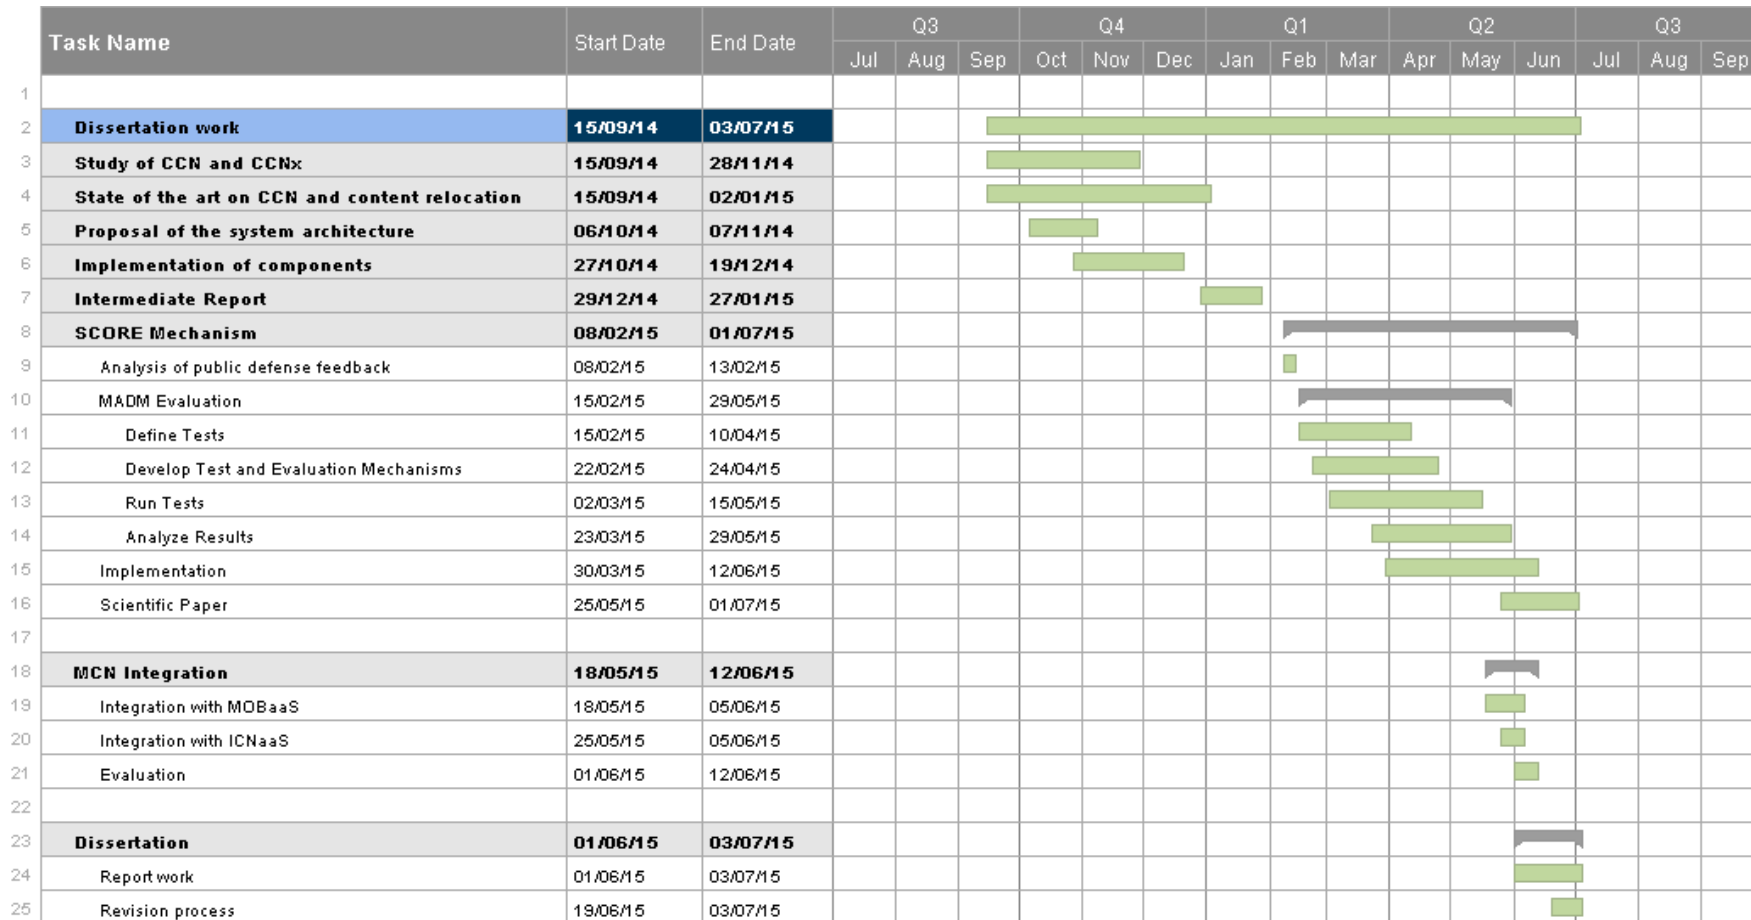 Task Name Start Date End Date Q3 Q4 Q1 Q2 Q3
Jul Aug Sep Oct Nov Dec Jan Feb Mar Apr May Jun Jul Aug Sep
1
2 Dissertation work 15/09/14 03/07/15
3 Study of CCN and CCNx 15/09/14 28/11/14
4 State of the art on CCN and content relocation 15/09/14 02/01/15
5 Proposal of the system architecture 06/10/14 07/11/14
6 Implementation of components 27/10/14 19/12/14
7 Intermediate Report 29/12/14 27/01/15
8 SCORE Mechanism 08/02/15 01/07/15
9 Analysis of public defense feedback 08/02/15 13/02/15
10 MADM Evaluation 15/02/15 29/05/15
11 Define Tests 15/02/15 10/04/15
12 Develop Test and Evaluation Mechanisms 22/02/15 24/04/15
13 Run Tests 02/03/15 15/05/15
14 Analyze Results 23/03/15 29/05/15
15 Implementation 30/03/15 12/06/15
16 Scientific Paper 25/05/15 01/07/15
17
18 MCN Integration 18/05/15 12/06/15
19 Integration with MOBaaS 18/05/15 05/06/15
20 Integration with ICNaaS 25/05/15 05/06/15
21 Evaluation 01/06/15 12/06/15
22
23 Dissertation 01/06/15 03/07/15
24 Report work 01/06/15 03/07/15
25 Revision process 19/06/15 03/07/15